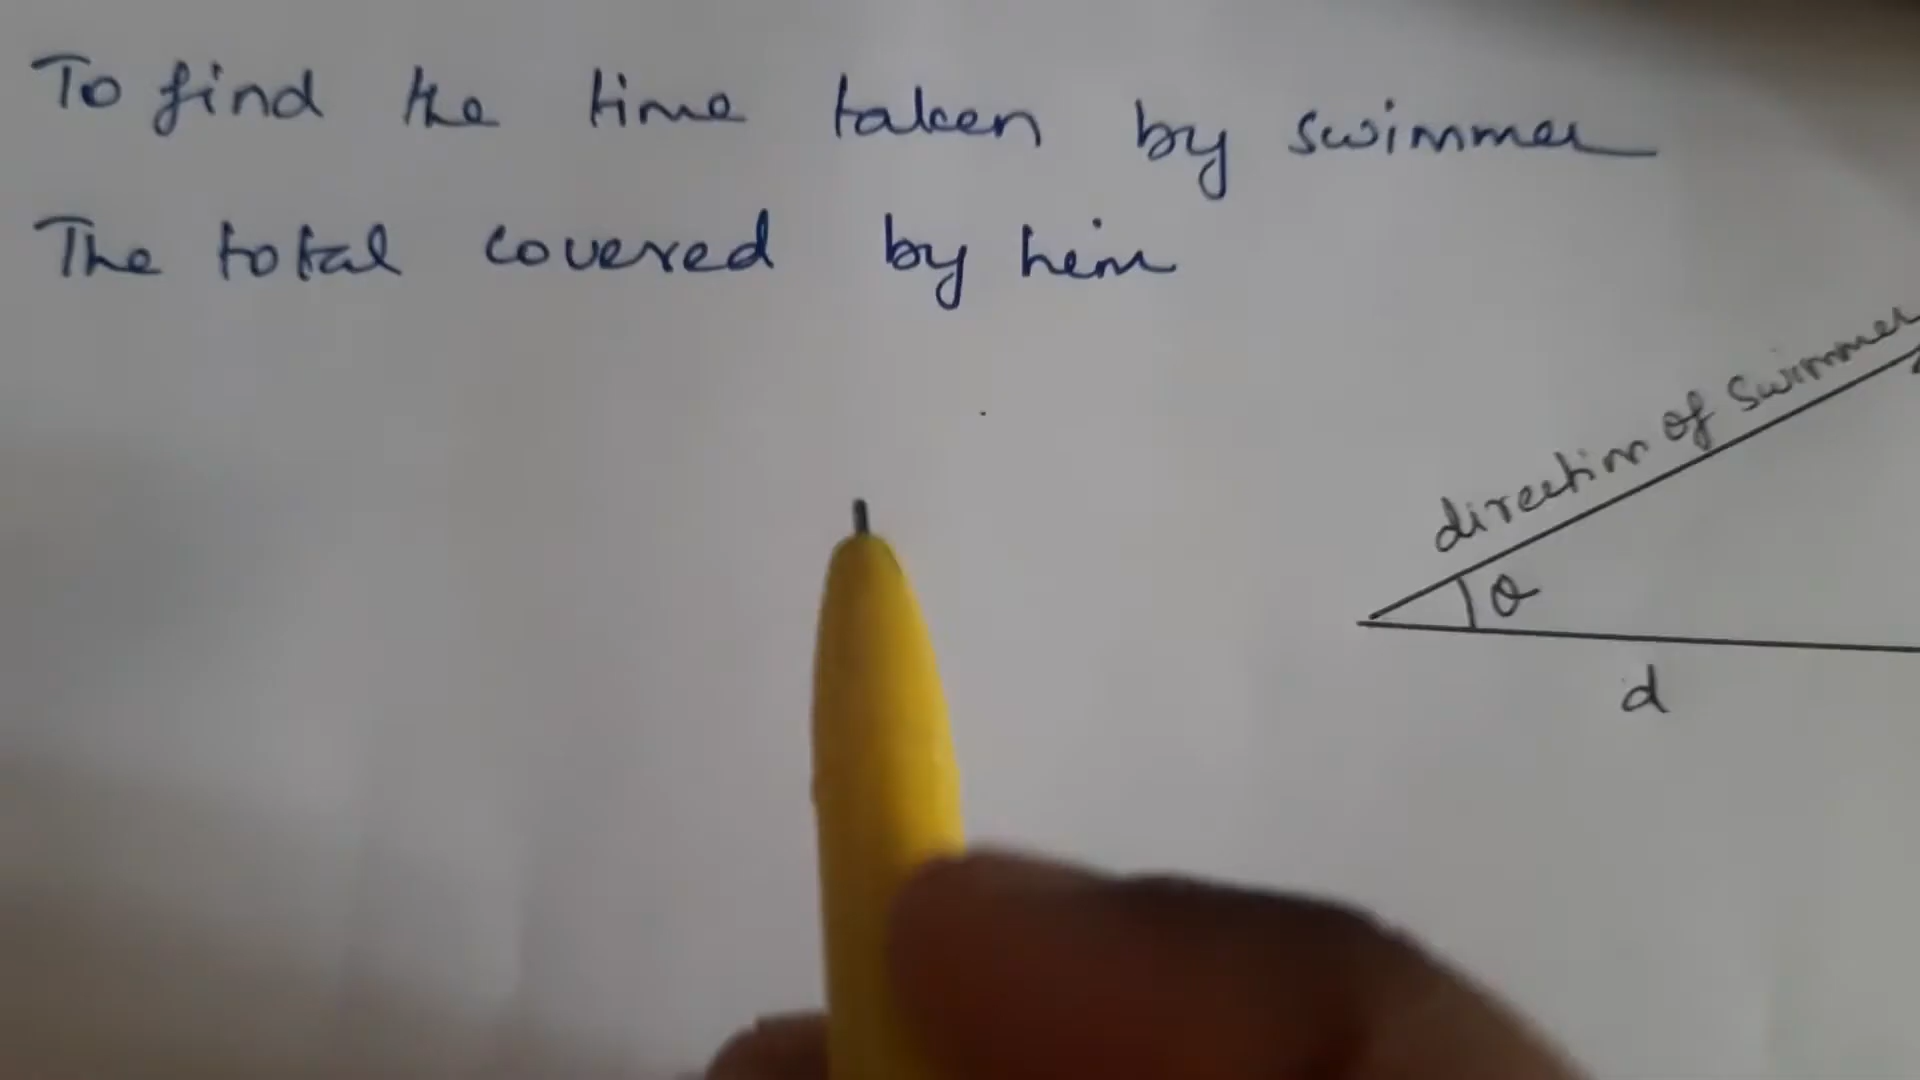 To find the time taken by swimmer
The total covered by him
direction of swimmer
θ
d